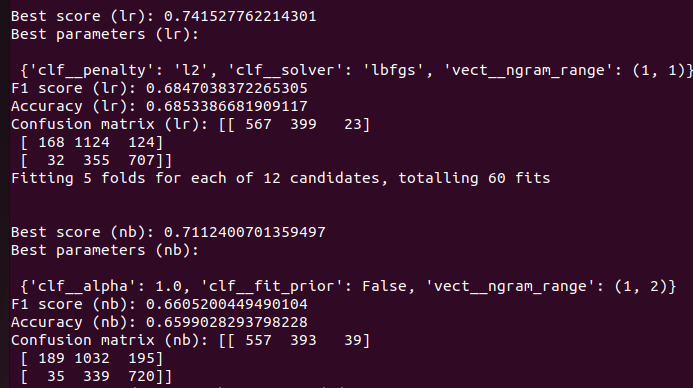 Best score (lr): 0.741527762214301
Best parameters (lr):
{'clf__penalty': 'l2', 'clf__solver': 'lbfgs', 'vect__ngram_range': (1, 1)}
F1 score (lr): 0.6847038372265305
Accuracy (lr): 0.6853386681909117
Confusion matrix (lr): [[ 567  399   23]
 [ 168 1124  124]
 [  32  355  707]]
Fitting 5 folds for each of 12 candidates, totalling 60 fits
Best score (nb): 0.7112400701359497
Best parameters (nb):
{'clf__alpha': 1.0, 'clf__fit_prior': False, 'vect__ngram_range': (1, 2)}
F1 score (nb): 0.6605200449490104
Accuracy (nb): 0.6599028293798228
Confusion matrix (nb): [[ 557  393   39]
 [ 189 1032  195]
 [  35  339  720]]